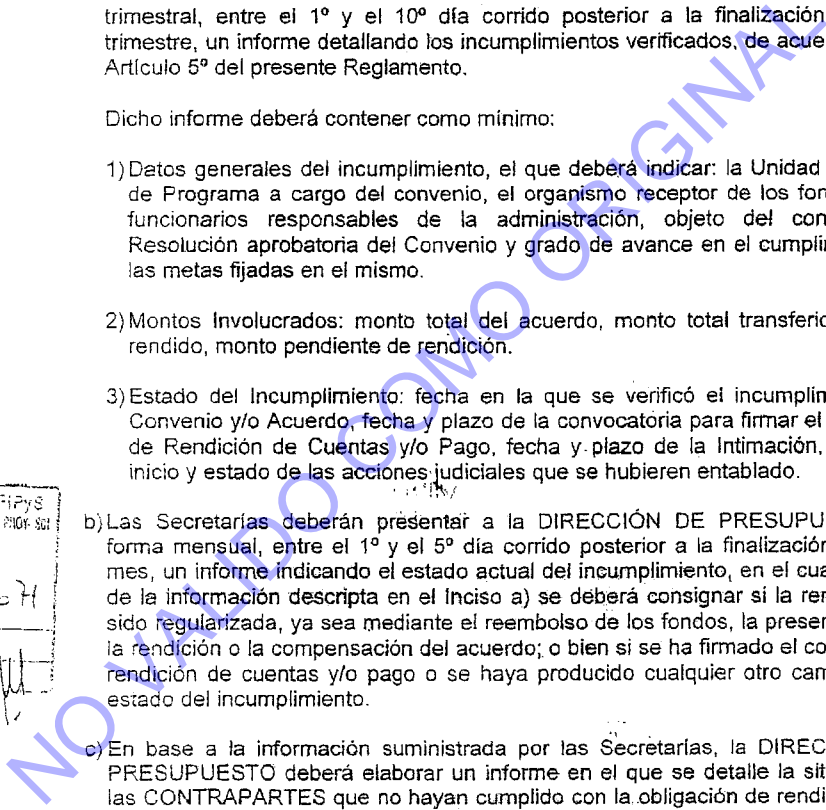 trimestral, entre el 1º y el 10º día corrido posterior a la finalización
trimestre, un informe detallando los incumplimientos verificados, de acue
Artículo 5º del presente Reglamento.
Dicho informe deberá contener como mínimo:
1) Datos generales del incumplimiento, el que deberá indicar: la Unidad
de Programa a cargo del convenio, el organismo receptor de los fon
funcionarios responsables de la administración, objeto del con
Resolución aprobatoria del Convenio y grado de avance en el cumpli
las metas fijadas en el mismo.
2) Montos Involucrados: monto total del acuerdo, monto total transferic
rendido, monto pendiente de rendición.
3) Estado del Incumplimiento: fecha en la que se verificó el incumplin
Convenio y/o Acuerdo, fecha y plazo de la convocatoria para firmar el
de Rendición de Cuentas y/o Pago, fecha y plazo de la Intimación,
inicio y estado de las acciones judiciales que se hubieren entablado.
b) Las Secretarías deberán presentar a la DIRECCIÓN DE PRESUPU
forma mensual, entre el 1º y el 5º día corrido posterior a la finalización
mes, un informe indicando el estado actual del incumplimiento, en el cua
de la información descripta en el Inciso a) se deberá consignar si la ren
sido regularizada, ya sea mediante el reembolso de los fondos, la presen
la rendición o la compensación del acuerdo; o bien si se ha firmado el co
rendición de cuentas y/o pago o se haya producido cualquier otro cam
estado del incumplimiento.
c) En base a la información suministrada por las Secretarías, la DIREC
PRESUPUESTO deberá elaborar un informe en el que se detalle la sit
las CONTRAPARTES que no hayan cumplido con la obligación de rendi
NO VALIDO COMO ORIGINAL